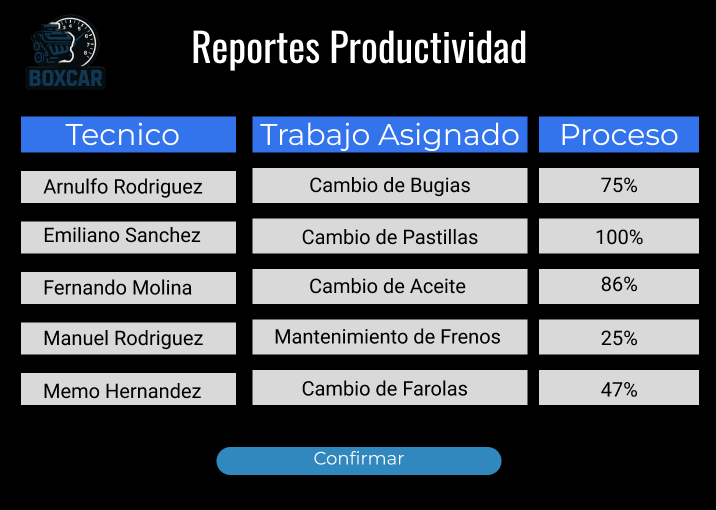 BOXCAR
Reportes Productividad
Tecnico Trabajo Asignado Proceso
Arnulfo Rodriguez Cambio de Bugias 75%
Emiliano Sanchez Cambio de Pastillas 100%
Fernando Molina Cambio de Aceite 86%
Manuel Rodriguez Mantenimiento de Frenos 25%
Memo Hernandez Cambio de Farolas 47%
Confirmar